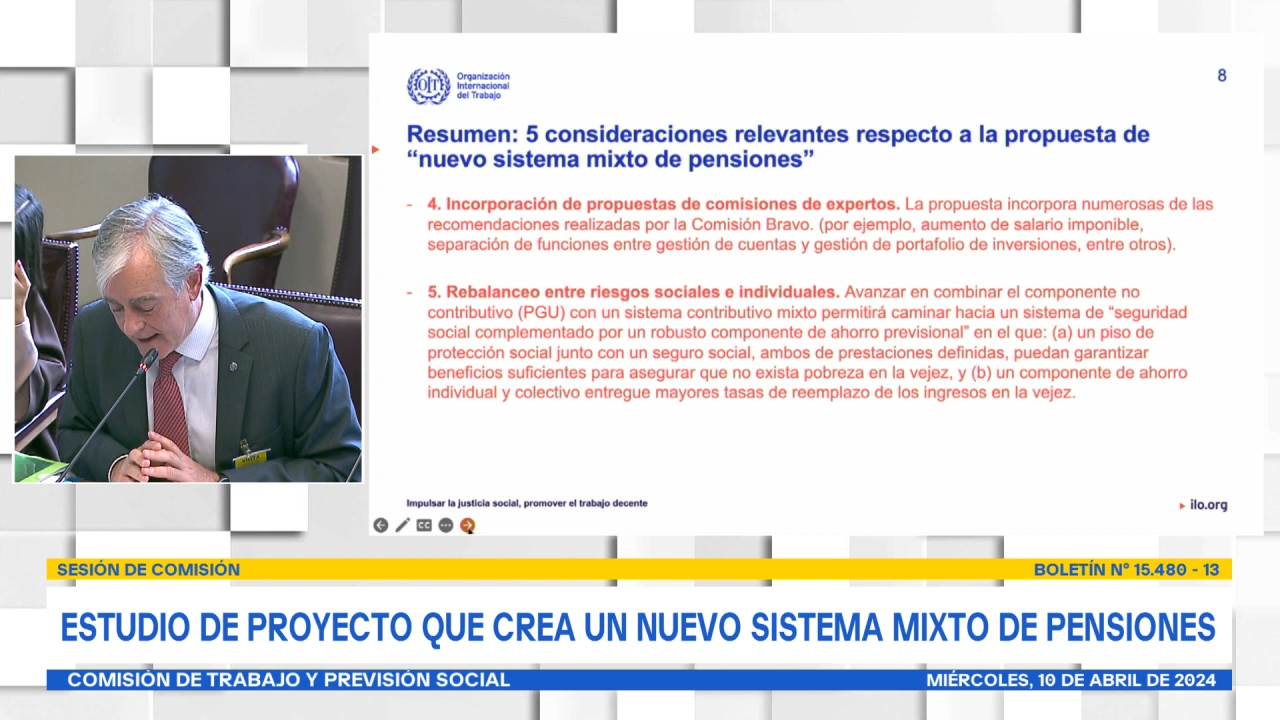 OIT
Organización
Internacional
del Trabajo
8
Resumen: 5 consideraciones relevantes respecto a la propuesta de
“nuevo sistema mixto de pensiones”
- 4. Incorporación de propuestas de comisiones de expertos. La propuesta incorpora numerosas de las
recomendaciones realizadas por la Comisión Bravo. (por ejemplo, aumento de salario imponible,
separación de funciones entre gestión de cuentas y gestión de portafolio de inversiones, entre otros).
- 5. Rebalanceo entre riesgos sociales e individuales. Avanzar en combinar el componente no
contributivo (PGU) con un sistema contributivo mixto permitirá caminar hacia un sistema de “seguridad
social complementado por un robusto componente de ahorro previsional” en el que: (a) un piso de
protección social junto con un seguro social, ambos de prestaciones definidas, puedan garantizar
beneficios suficientes para asegurar que no exista pobreza en la vejez, y (b) un componente de ahorro
individual y colectivo entregue mayores tasas de reemplazo de los ingresos en la vejez.
Impulsar la justicia social, promover el trabajo decente
ilo.org
CC
VISITA
SESIÓN DE COMISIÓN
BOLETÍN N° 15.480 - 13
ESTUDIO DE PROYECTO QUE CREA UN NUEVO SISTEMA MIXTO DE PENSIONES
COMISIÓN DE TRABAJO Y PREVISIÓN SOCIAL
MIÉRCOLES, 10 DE ABRIL DE 2024